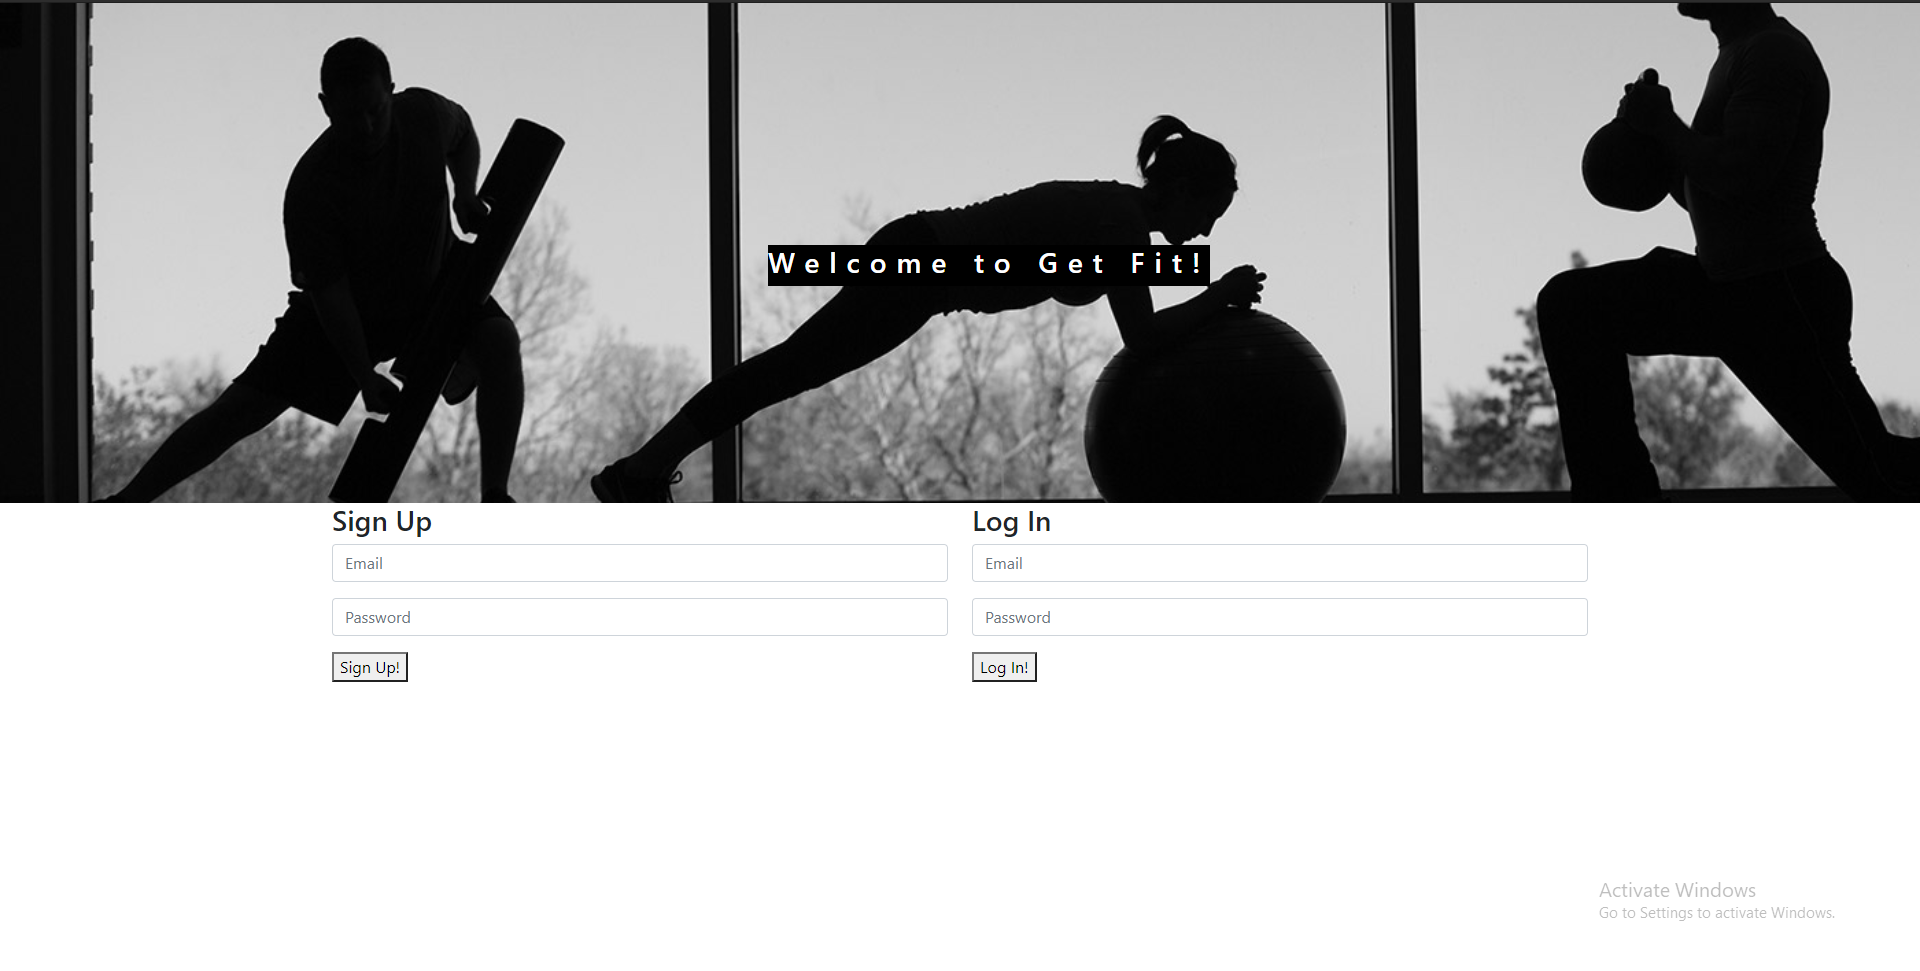 Welcome to Get Fit!
Sign Up
Email
Password
Sign Up!
Log In
Email
Password
Log In!
Activate Windows
Go to Settings to activate Windows.